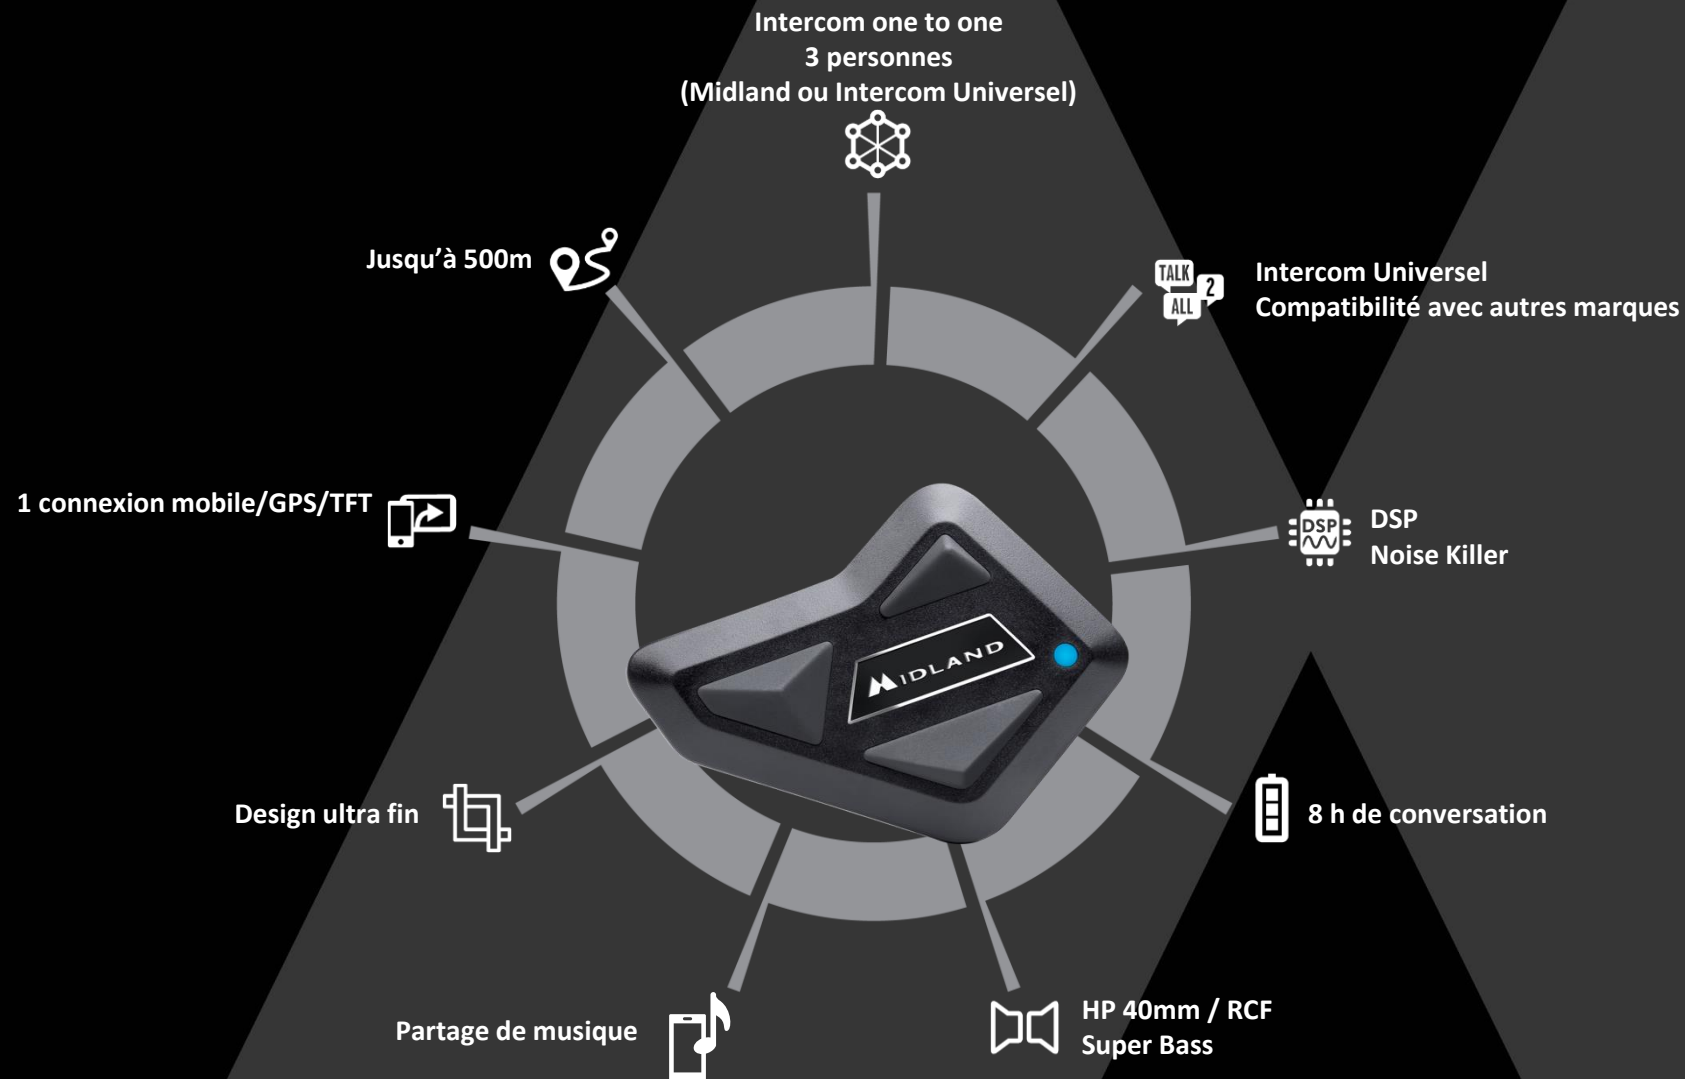 Intercom one to one
3 personnes
(Midland ou Intercom Universel)
Jusqu’à 500m
TALK
2
ALL
Intercom Universel
Compatibilité avec autres marques
1 connexion mobile/GPS/TFT
DSP
DSP
Noise Killer
MIDLAND
Design ultra fin
8 h de conversation
Partage de musique
HP 40mm / RCF
Super Bass